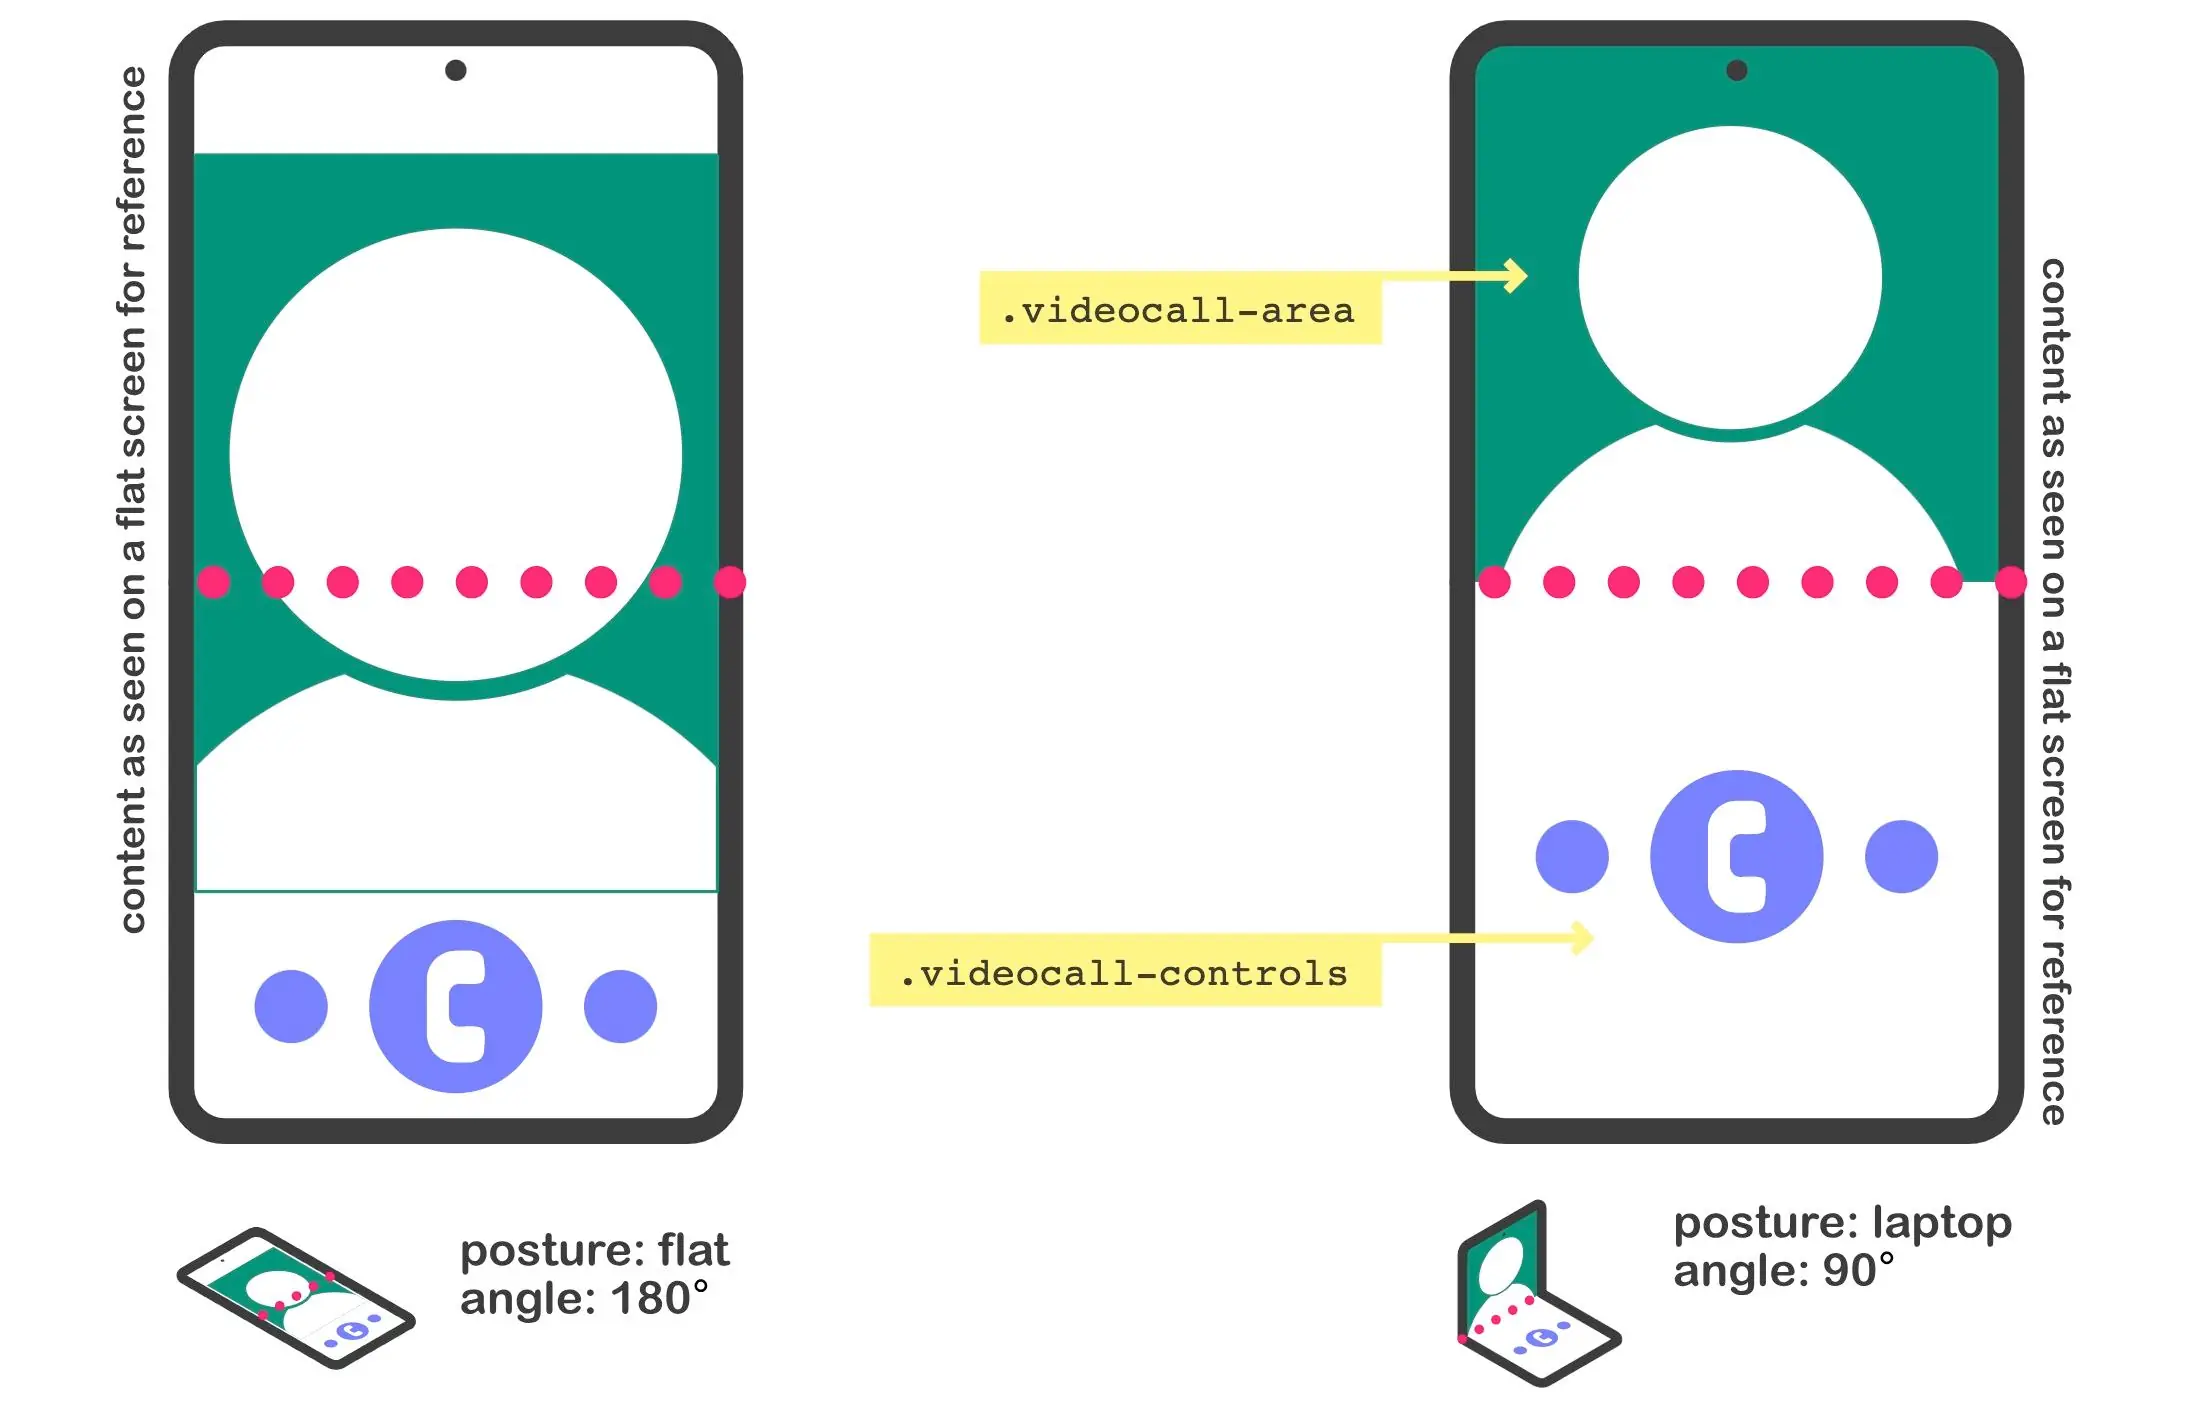 content as seen on a flat screen for reference
.videocall-area
.videocall-controls
content as seen on a flat screen for reference
posture: flat
angle: 180°
posture: laptop
angle: 90°